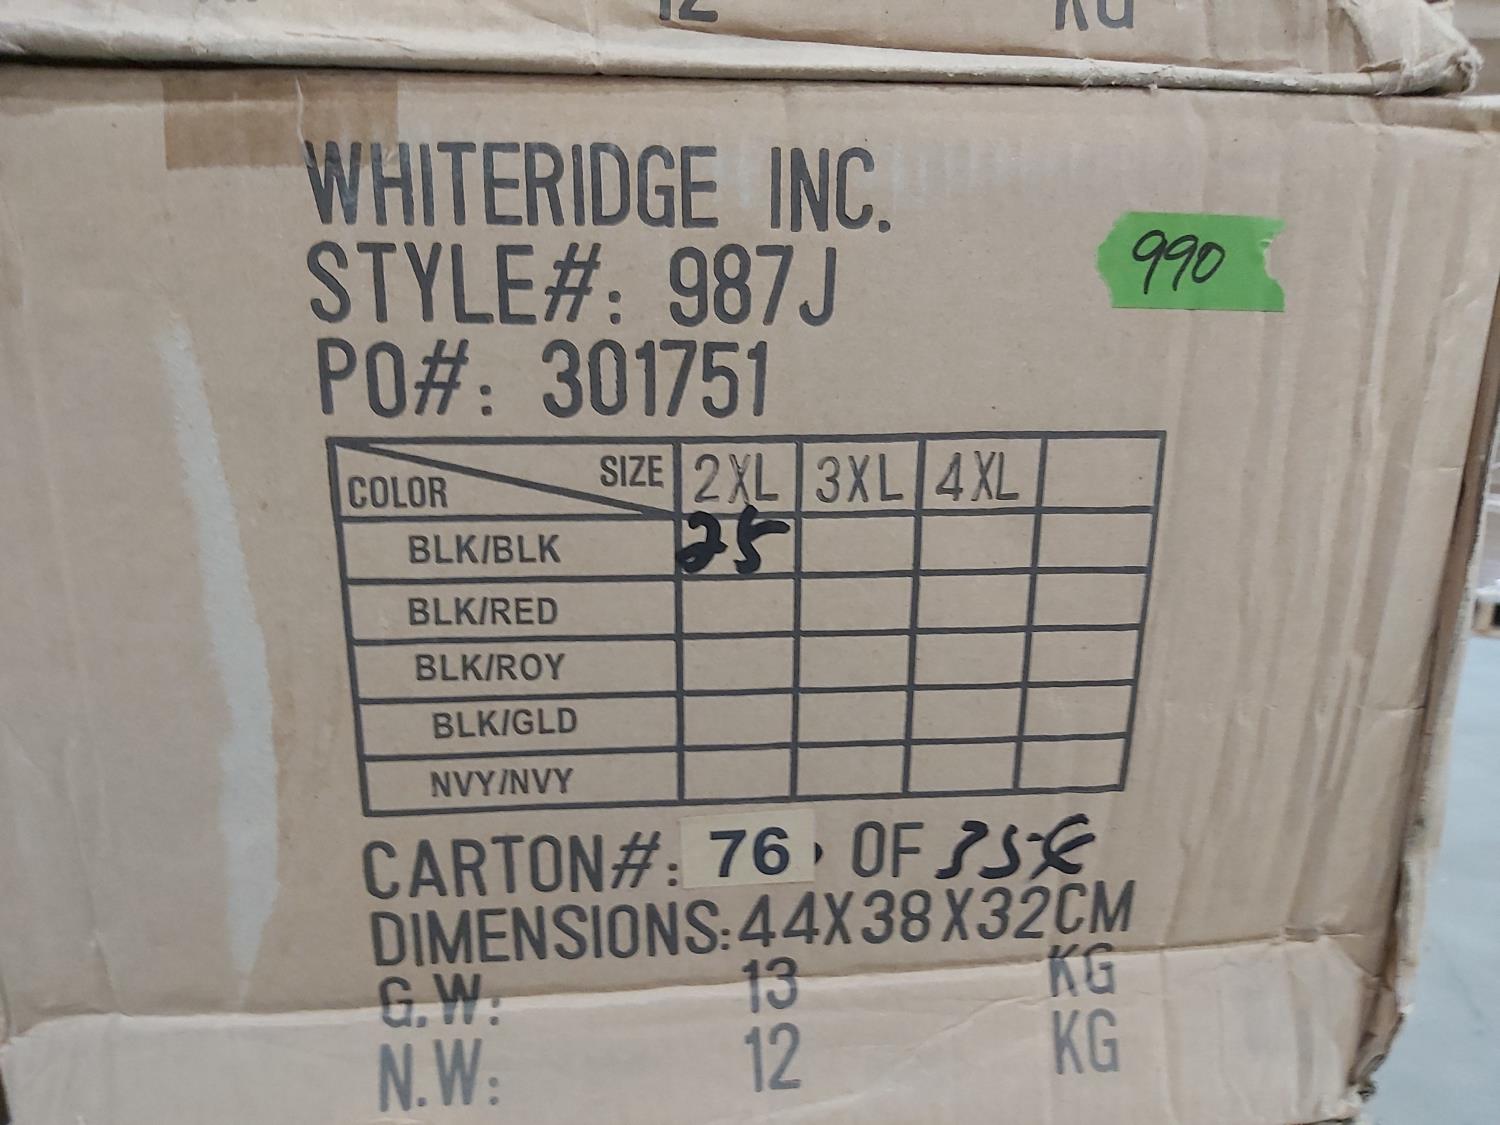 12 KG
WHITERIDGE INC.
STYLE#: 987J
990
PO#: 301751
COLOR SIZE 2XL 3XL 4XL
BLK/BLK 25
BLK/RED
BLK/ROY
BLK/GLD
NVY/NVY
CARTON#: 76 OF
DIMENSIONS:44X38X32CM
G.W: 13 KG
N.W: 12 KG